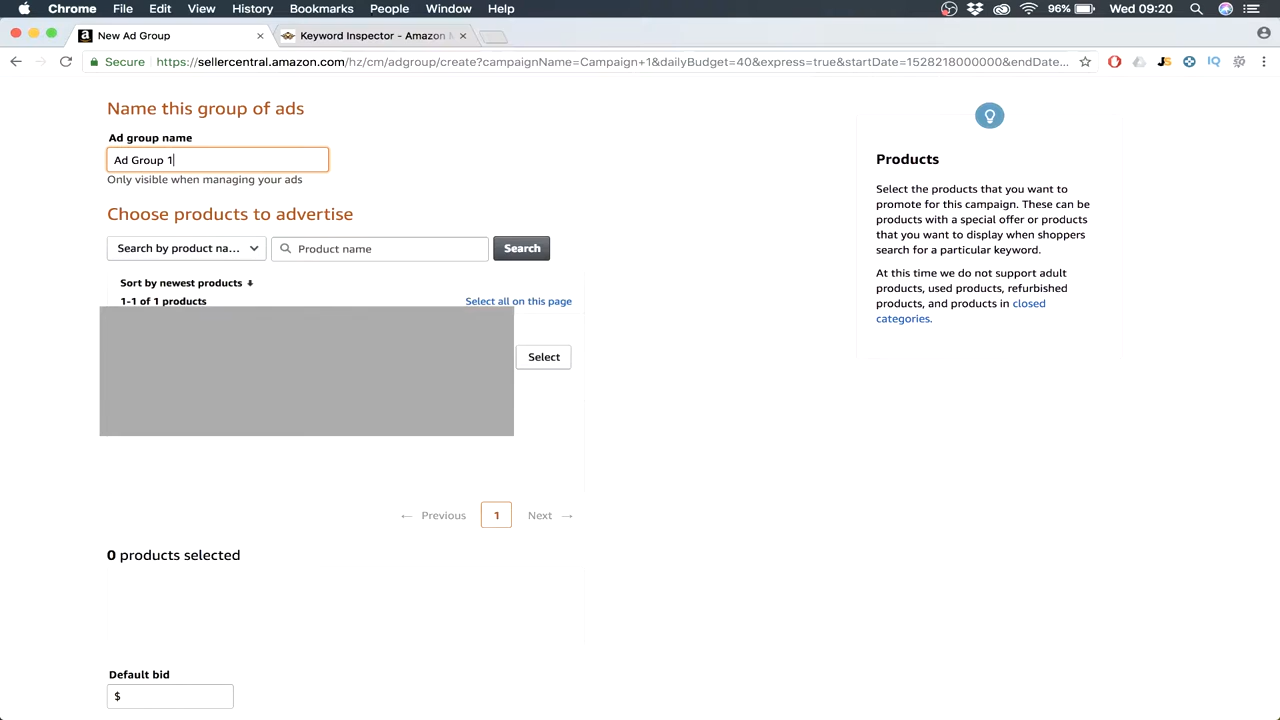 Chrome File Edit View History Bookmarks People Window Help 96% Wed 09:20
New Ad Group
Keyword Inspector - Amazon M
Secure https://sellercentral.amazon.com/hz/cm/adgroup/create?campaignName=Campaign+1&dailyBudget=40&express=true&startDate=1528218000000&endDate...
Name this group of ads
Ad group name
Ad Group 1
Only visible when managing your ads
Choose products to advertise
Search by product na... Product name Search
Sort by newest products
1-1 of 1 products Select all on this page
Select
← Previous 1 Next →
0 products selected
Default bid
$
Products
Select the products that you want to
promote for this campaign. These can be
products with a special offer or products
that you want to display when shoppers
search for a particular keyword.
At this time we do not support adult
products, used products, refurbished
products, and products in closed
categories.